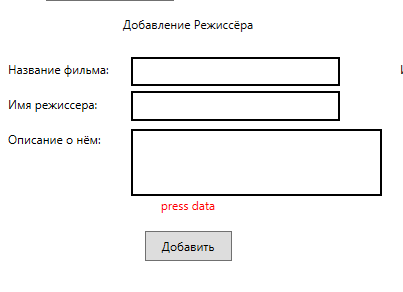 Добавление Режиссёра
Название фильма:
Имя режиссера:
Описание о нём:
press data
Добавить